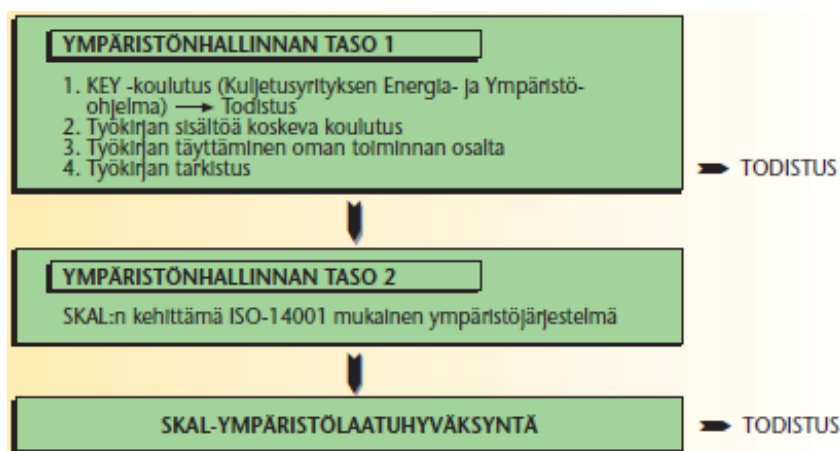 YMPÄRISTÖNHALLINNAN TASO 1
1. KEY -koulutus (Kuljetusyrityksen Energia- ja Ympäristö-
ohjelma) → Todistus
2. Työkirjan sisältöä koskeva koulutus
3. Työkirjan täyttäminen oman toiminnan osalta
4. Työkirjan tarkistus
TODISTUS
YMPÄRISTÖNHALLINNAN TASO 2
SKAL:n kehittämä ISO-14001 mukainen ympäristöjärjestelmä
SKAL-YMPÄRISTÖLAATUHYVÄKSYNTÄ
TODISTUS